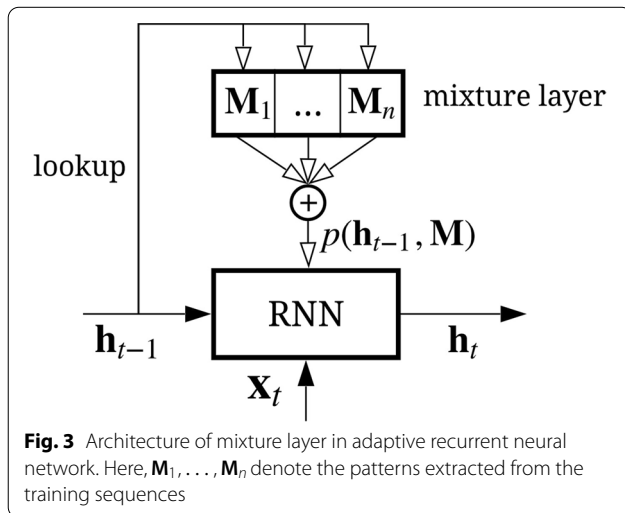 M1 ... Mn mixture layer
lookup
p(ht−1, M)
RNN
ht−1
ht
xt
Fig. 3 Architecture of mixture layer in adaptive recurrent neural
network. Here, M1, . . . , Mn denote the patterns extracted from the
training sequences